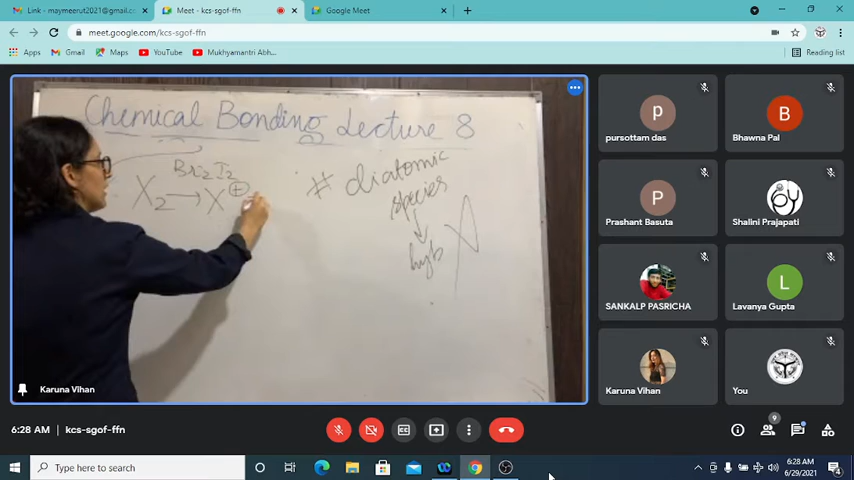 Link - maymeerut2021@gmail.co
Meet - kcs-sgof-ffn
Google Meet
meet.google.com/kcs-sgof-ffn
Apps
Gmail
Maps
YouTube
Mukhyamantri Abh...
Reading list
Chemical Bonding Lecture 8
Br2 I2
X2 → X ⊕
# diatomic
species
↓
hyb X
Karuna Vihan
p
pursottam das
B
Bhawna Pal
Prashant Basuta
Shalini Prajapati
SANKALP PASRICHA
L
Lavanya Gupta
Karuna Vihan
You
6:28 AM | kcs-sgof-ffn
9
Type here to search
6:28 AM
6/29/2021
4